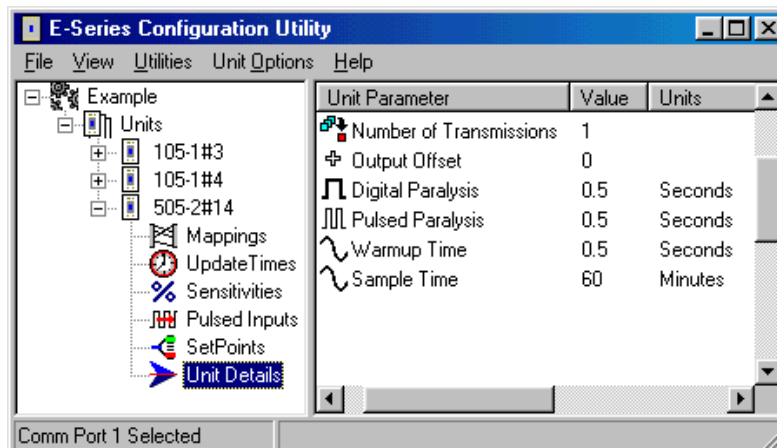 E-Series Configuration Utility
File View Utilities Unit Options Help
Example
Units
105-1#3
105-1#4
505-2#14
Mappings
UpdateTimes
Sensitivities
Pulsed Inputs
SetPoints
Unit Details
Unit Parameter Value Units
Number of Transmissions 1
Output Offset 0
Digital Paralysis 0.5 Seconds
Pulsed Paralysis 0.5 Seconds
Warmup Time 0.5 Seconds
Sample Time 60 Minutes
Comm Port 1 Selected